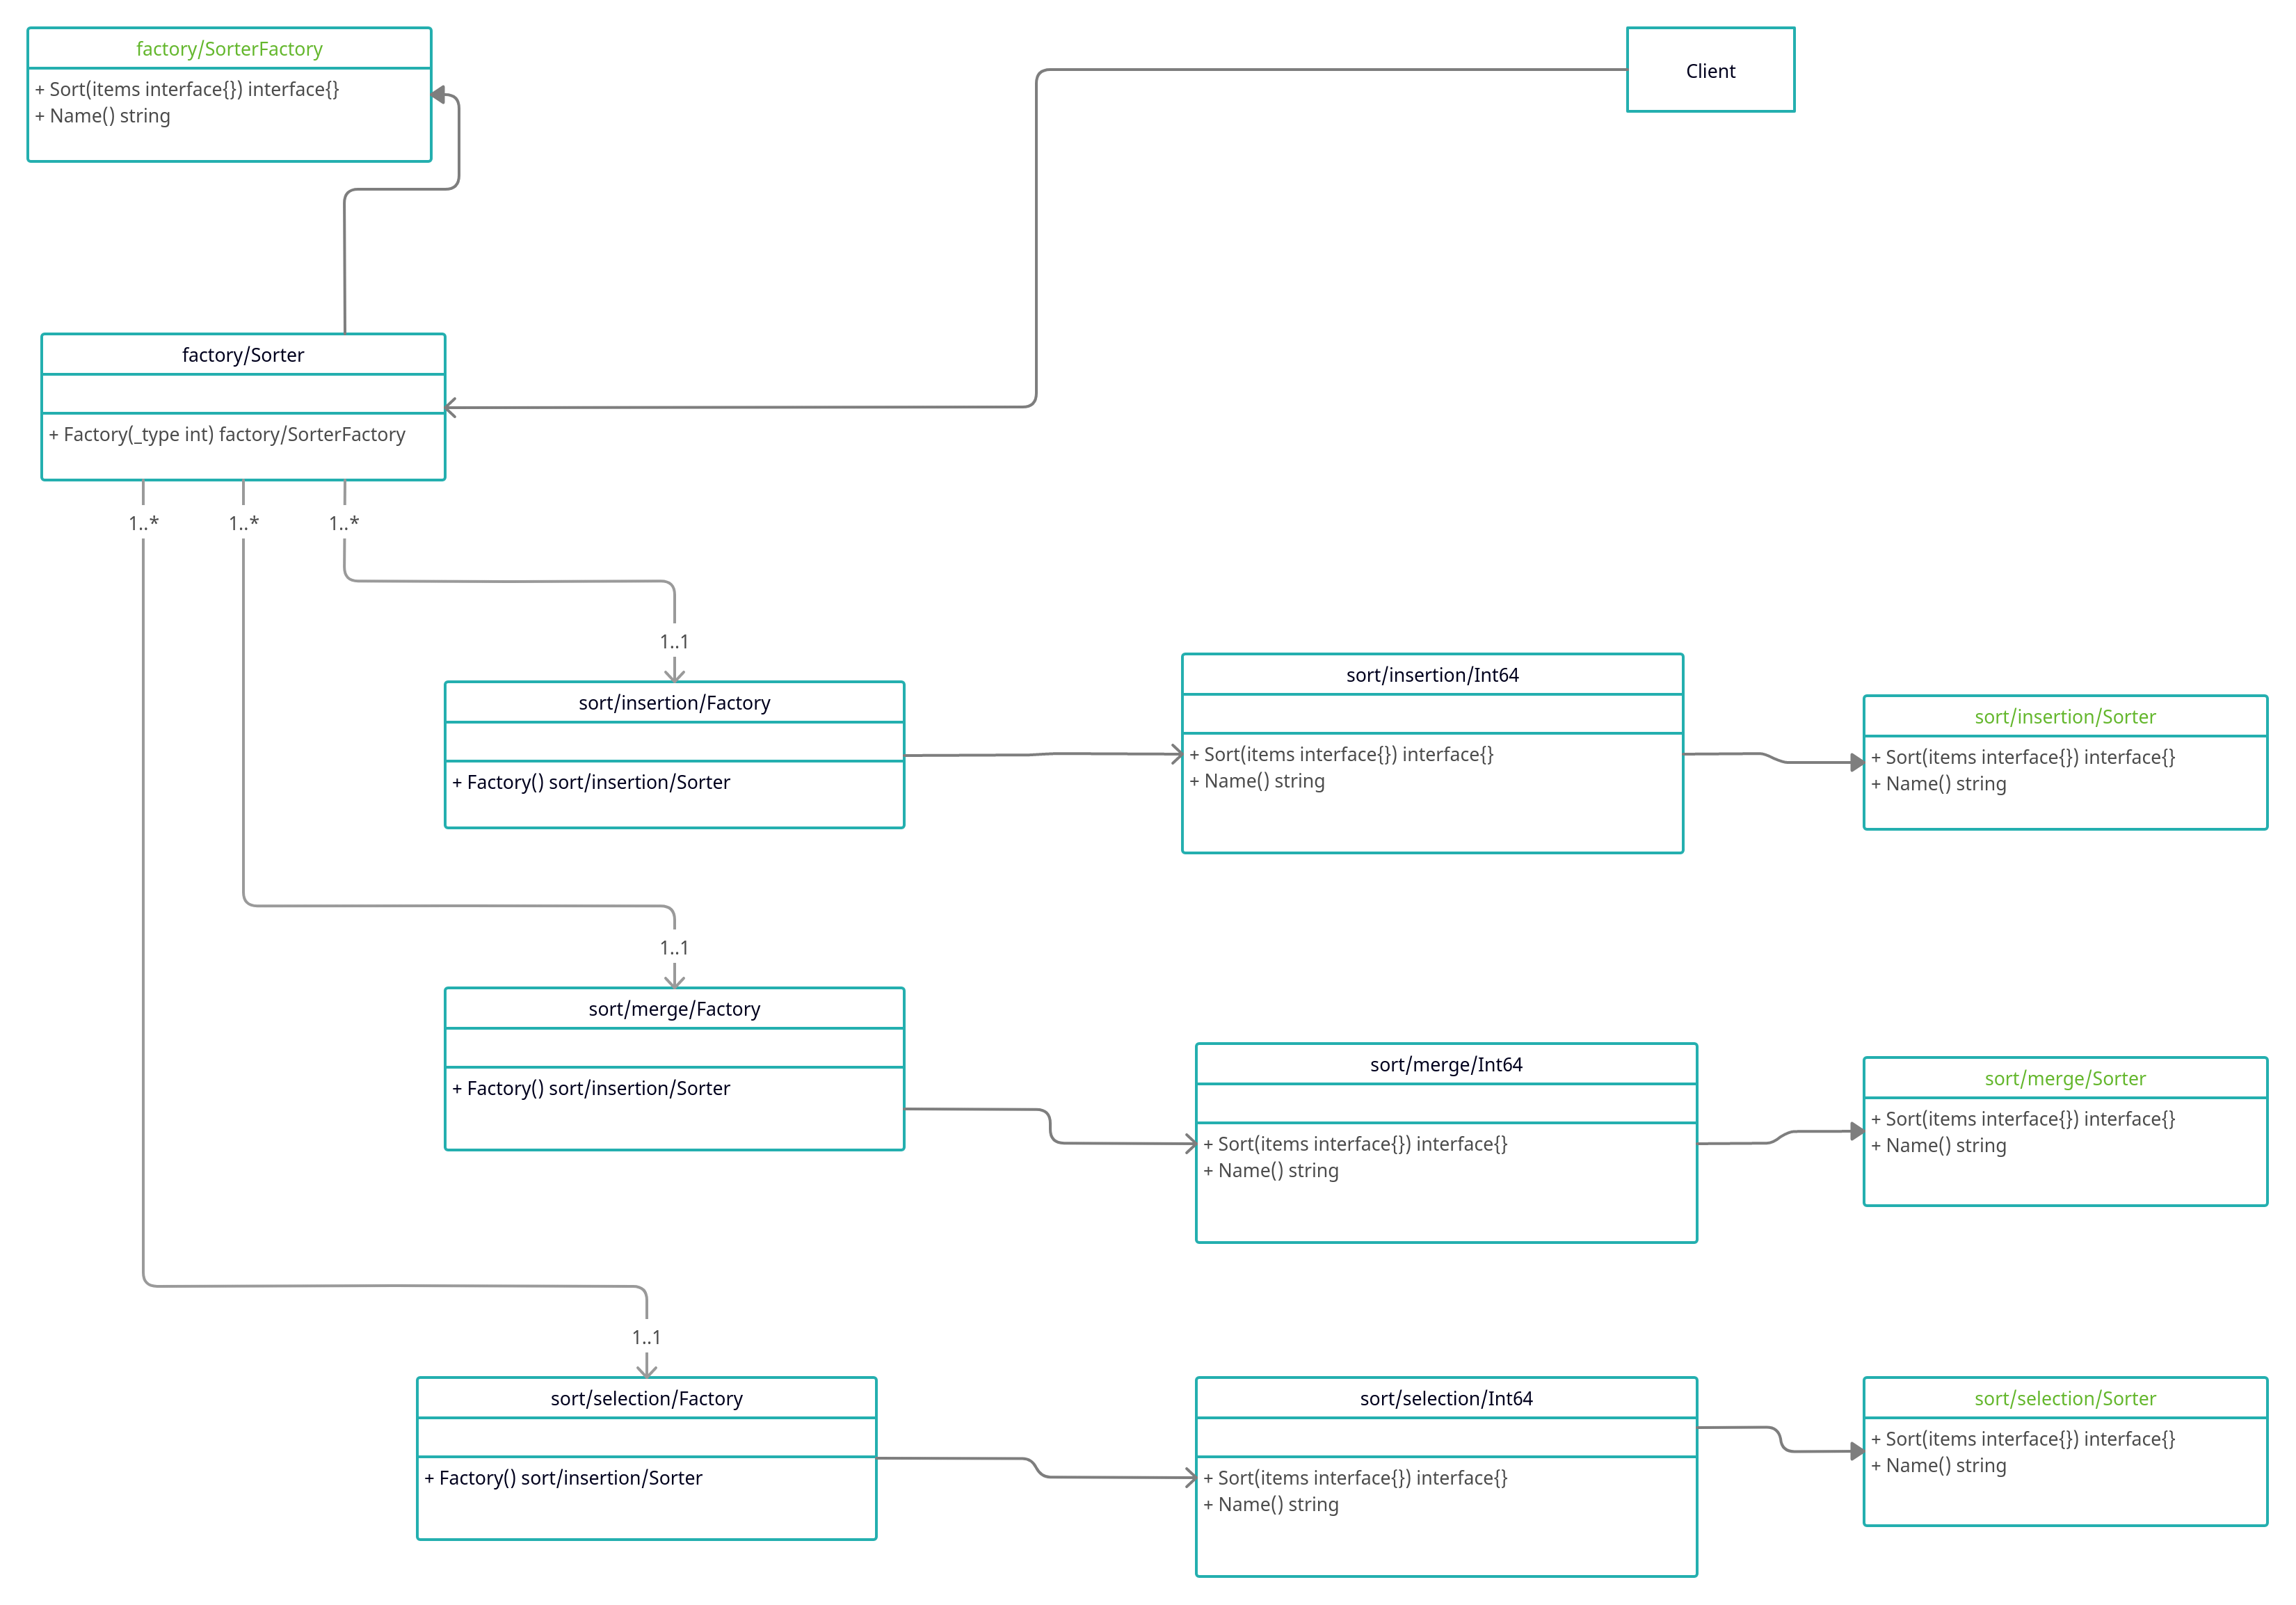 factory/SorterFactory
+ Sort(items interface{}) interface{}
+ Name() string
Client
factory/Sorter
+ Factory(_type int) factory/SorterFactory
1..*
1..*
1..*
1..1
sort/insertion/Factory
+ Factory() sort/insertion/Sorter
sort/insertion/Int64
+ Sort(items interface{}) interface{}
+ Name() string
sort/insertion/Sorter
+ Sort(items interface{}) interface{}
+ Name() string
1..1
sort/merge/Factory
+ Factory() sort/insertion/Sorter
sort/merge/Int64
+ Sort(items interface{}) interface{}
+ Name() string
sort/merge/Sorter
+ Sort(items interface{}) interface{}
+ Name() string
1..1
sort/selection/Factory
+ Factory() sort/insertion/Sorter
sort/selection/Int64
+ Sort(items interface{}) interface{}
+ Name() string
sort/selection/Sorter
+ Sort(items interface{}) interface{}
+ Name() string